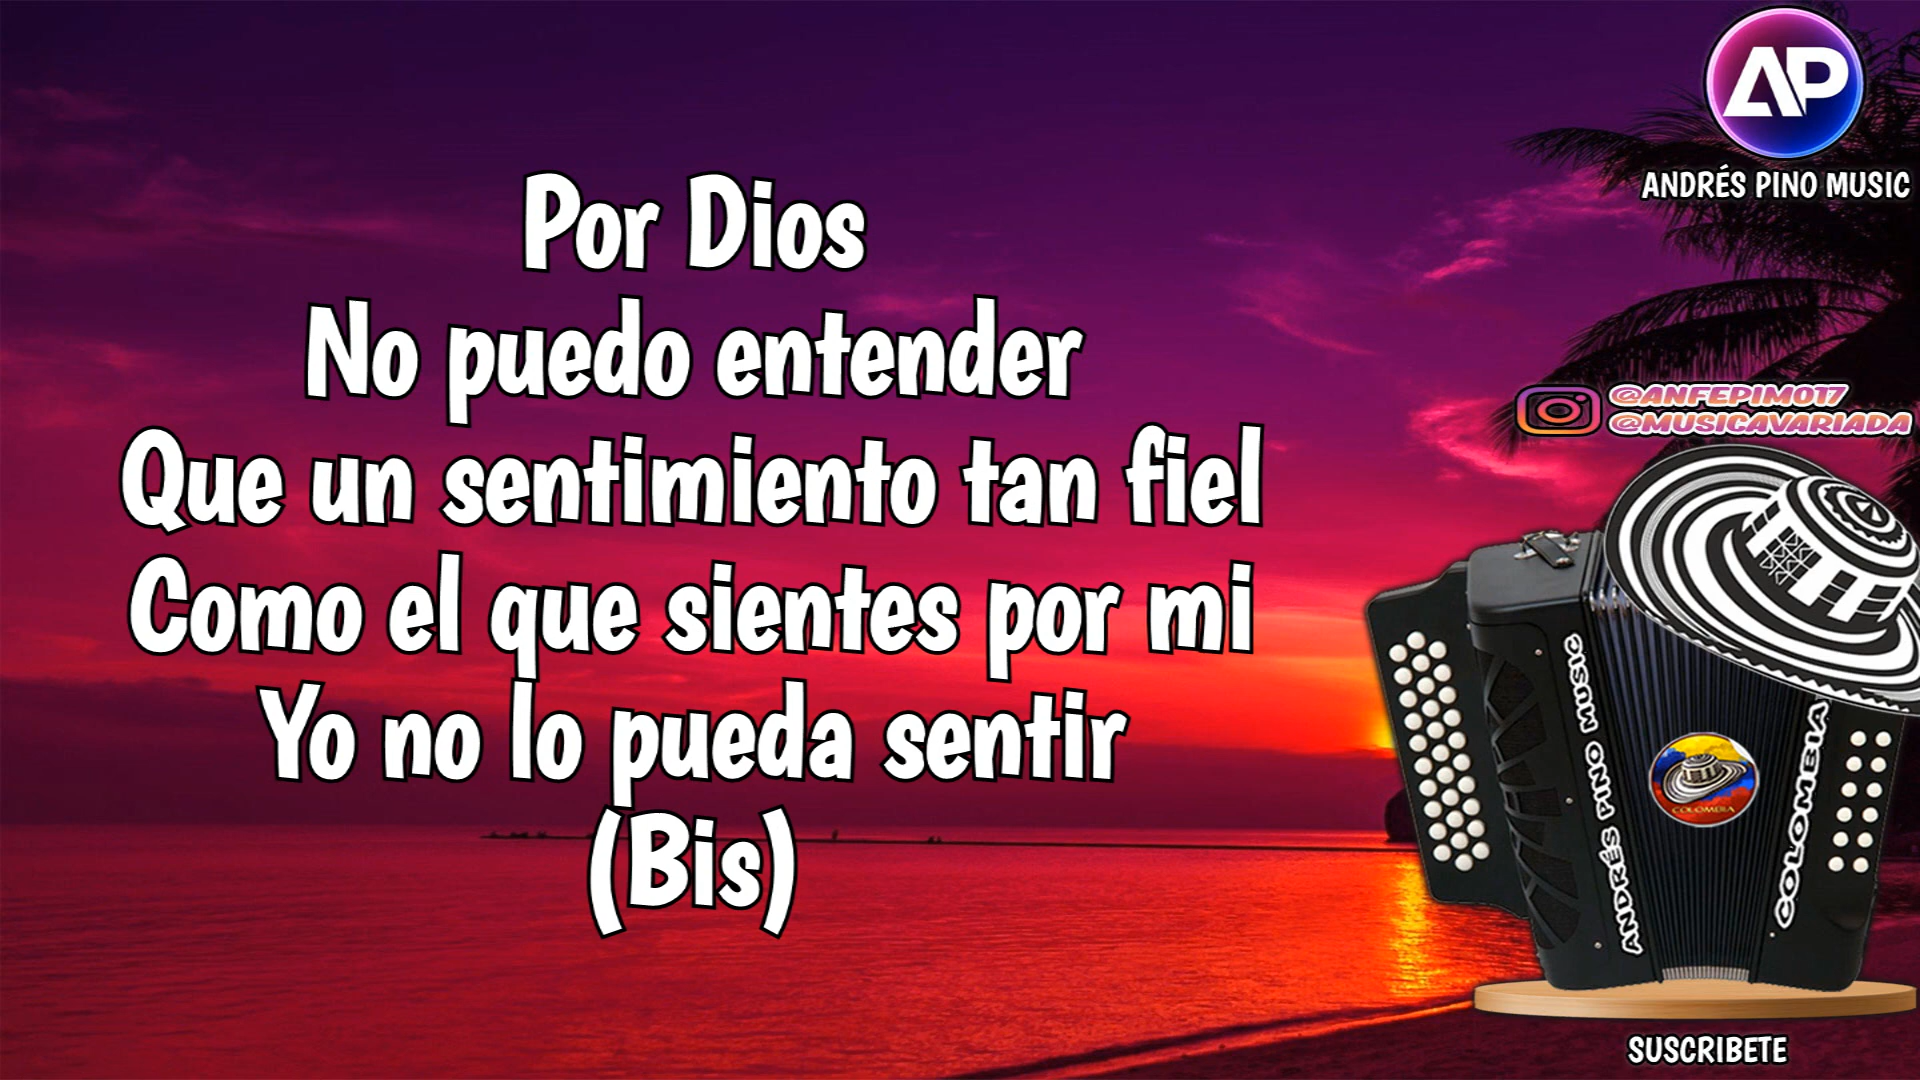 AP
ANDRÉS PINO MUSIC
Por Dios
No puedo entender
Que un sentimiento tan fiel
Como el que sientes por mi
Yo no lo pueda sentir
(Bis)
@ANFEPIMO17
@MUSICAVARIADA
ANDRÉS PINO MUSIC
COLOMBIA
COLOMBIA
SUSCRIBETE